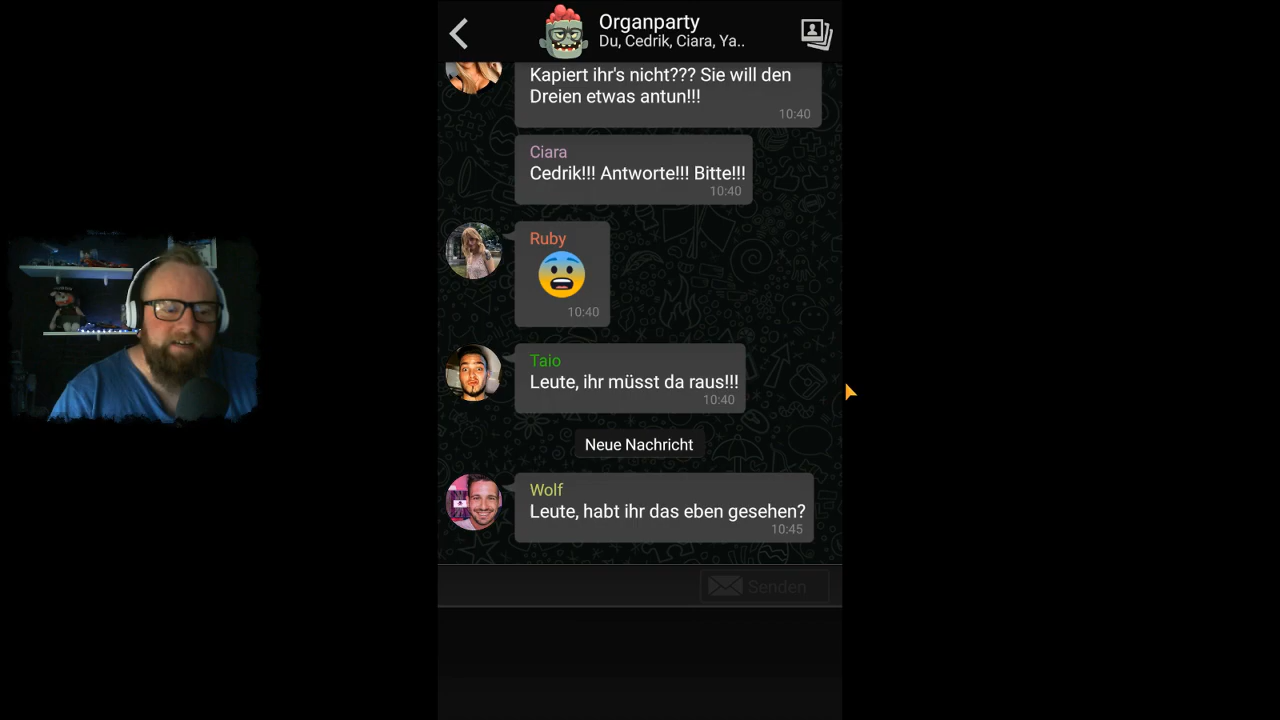 Organparty
Du, Cedrik, Ciara, Ya..
Kapiert ihr's nicht??? Sie will den
Dreien etwas antun!!!
10:40
Ciara
Cedrik!!! Antworte!!! Bitte!!!
10:40
Ruby
10:40
Taio
Leute, ihr müsst da raus!!!
10:40
Neue Nachricht
Wolf
Leute, habt ihr das eben gesehen?
10:45
Senden